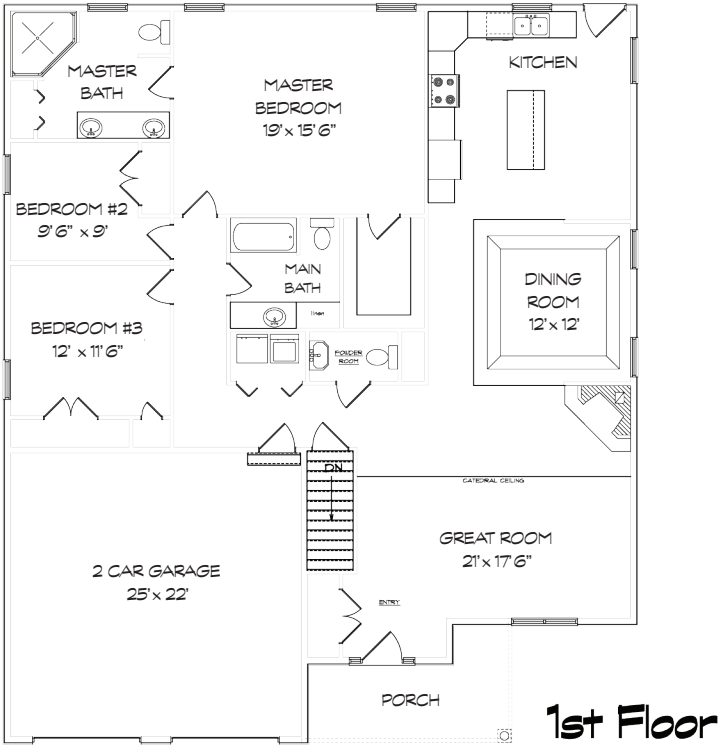 MASTER
BATH
MASTER
BEDROOM
19' x 15' 6"
KITCHEN
BEDROOM #2
9' 6" x 9'
MAIN
BATH
linen
DINING
ROOM
12' x 12'
BEDROOM #3
12' x 11' 6"
POLDER
ROOM
DN
CATEDRAL CEILING
GREAT ROOM
21' x 17' 6"
2 CAR GARAGE
25' x 22'
ENTRY
PORCH
1st Floor